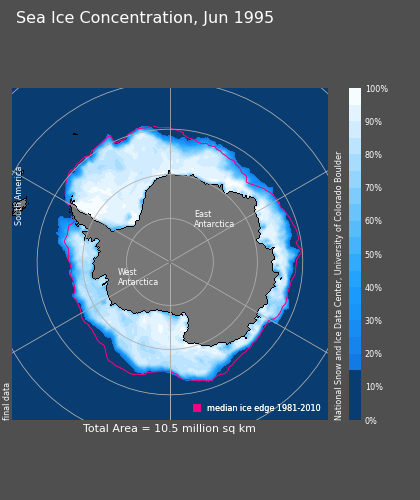 Sea Ice Concentration, Jun 1995
100%
90%
80%
70%
60%
50%
40%
30%
20%
10%
0%
National Snow and Ice Data Center, University of Colorado Boulder
South America
East
Antarctica
West
Antarctica
final data
median ice edge 1981-2010
Total Area = 10.5 million sq km